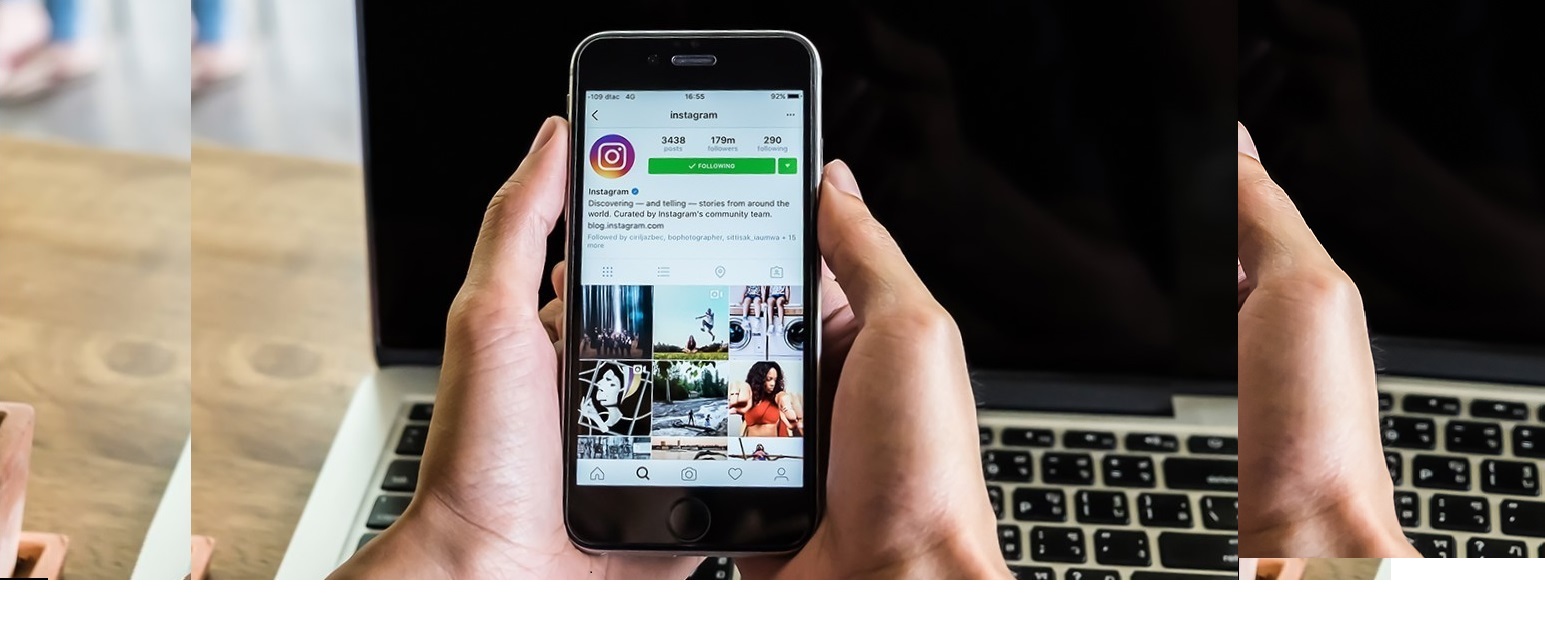 -109 dtac 4G 16:55 92%
instagram
3438 179m 290
posts followers following
FOLLOWING
Instagram
Discovering — and telling — stories from around the
world. Curated by Instagram's community team.
blog.instagram.com
Followed by ciriljazbec, bophotographer, sittisak_jaumwa + 15
more